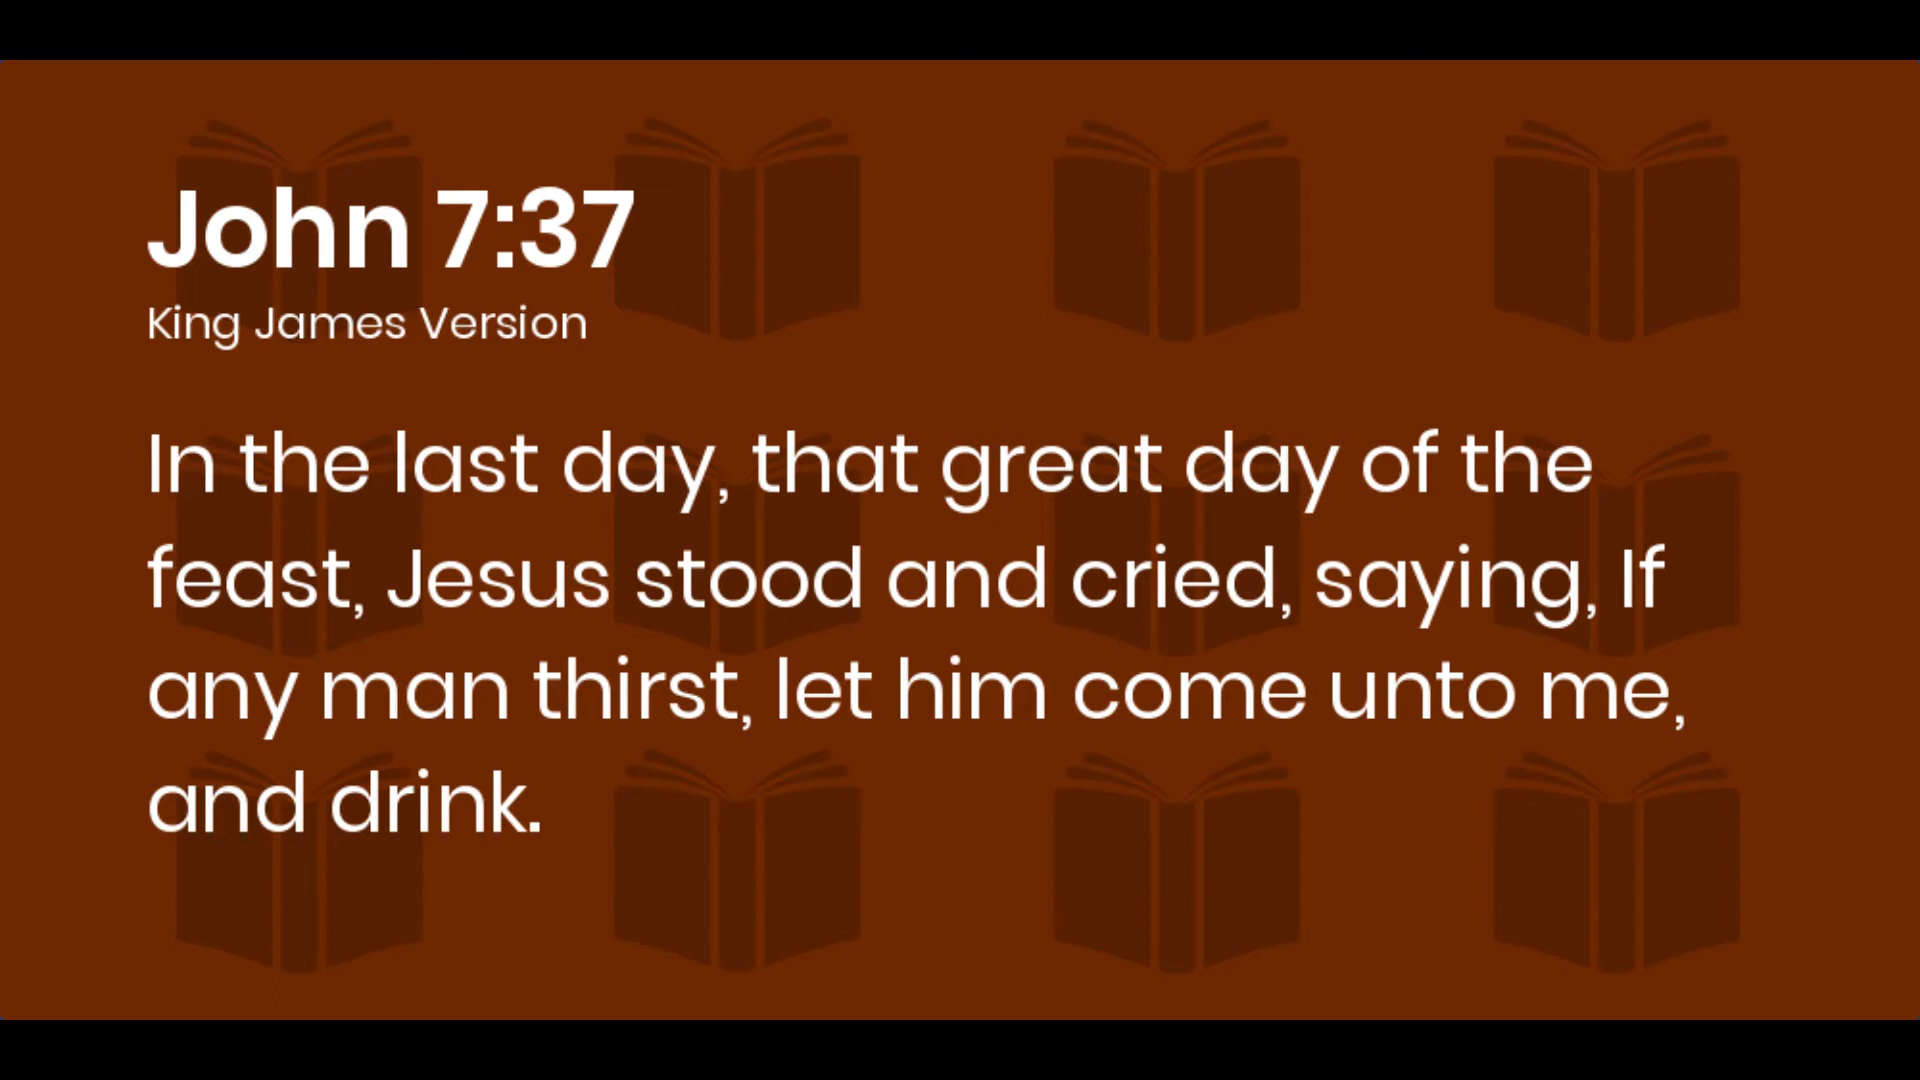 John 7:37
King James Version
In the last day, that great day of the
feast, Jesus stood and cried, saying, If
any man thirst, let him come unto me,
and drink.